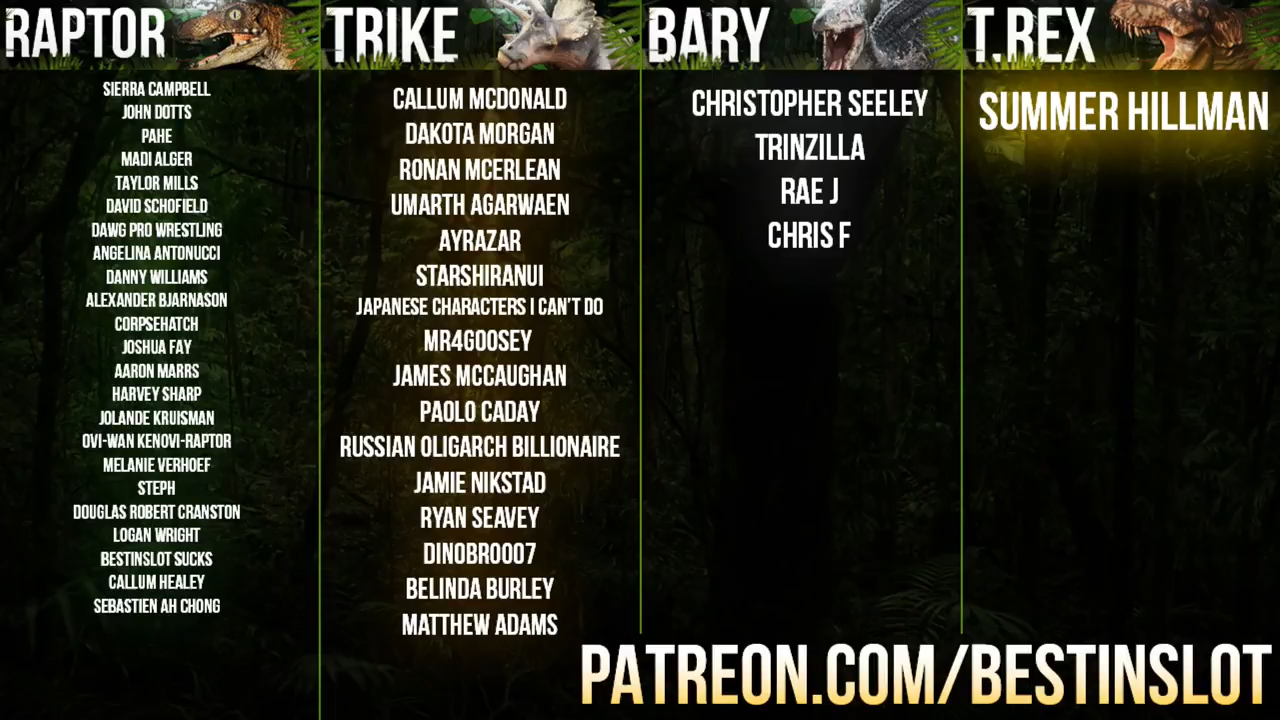 RAPTOR
SIERRA CAMPBELL
JOHN DOTTS
PAHE
MADI ALGER
TAYLOR MILLS
DAVID SCHOFIELD
DAWG PRO WRESTLING
ANGELINA ANTONUCCI
DANNY WILLIAMS
ALEXANDER BJARNASON
CORPSEHATCH
JOSHUA FAY
AARON MARRS
HARVEY SHARP
JOLANDE KRUISMAN
OVI-WAN KENOVI-RAPTOR
MELANIE VERHOEF
STEPH
DOUGLAS ROBERT CRANSTON
LOGAN WRIGHT
BESTINSLOT SUCKS
CALLUM HEALEY
SEBASTIEN AH CHONG
TRIKE
CALLUM MCDONALD
DAKOTA MORGAN
RONAN MCERLEAN
UMARTH AGARWAEN
AYRAZAR
STARSHIRANUI
JAPANESE CHARACTERS I CAN'T DO
MR4GOOSEY
JAMES MCCAUGHAN
PAOLO CADAY
RUSSIAN OLIGARCH BILLIONAIRE
JAMIE NIKSTAD
RYAN SEAVEY
DINOBRO007
BELINDA BURLEY
MATTHEW ADAMS
BARY
CHRISTOPHER SEELEY
TRINZILLA
RAE J
CHRIS F
T.REX
SUMMER HILLMAN
PATREON.COM/BESTINSLOT